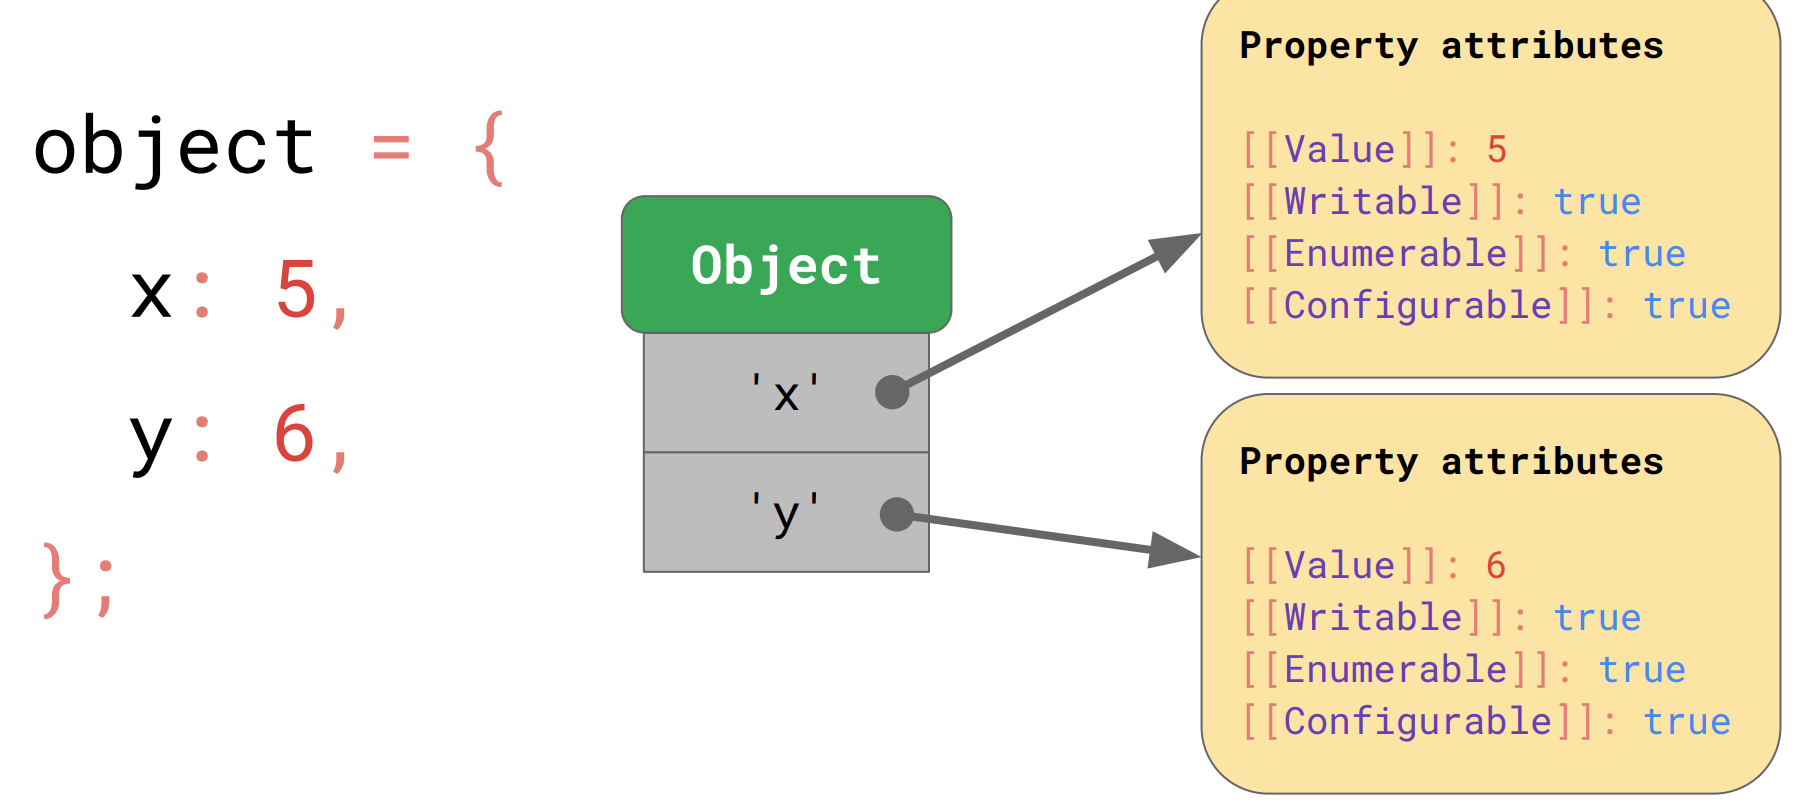 object = {
x: 5,
y: 6,
};
Object
'x'
'y'
Property attributes
[[Value]]: 5
[[Writable]]: true
[[Enumerable]]: true
[[Configurable]]: true
Property attributes
[[Value]]: 6
[[Writable]]: true
[[Enumerable]]: true
[[Configurable]]: true